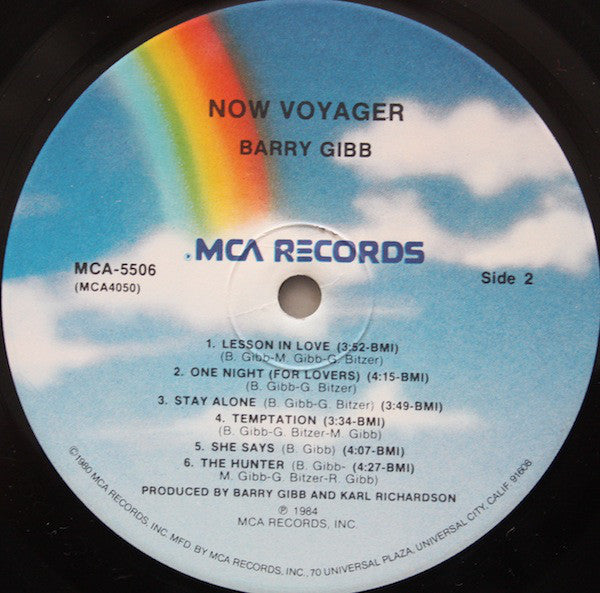 NOW VOYAGER
BARRY GIBB
MCA RECORDS
MCA-5506
(MCA4050)
Side 2
1. LESSON IN LOVE (3:52-BMI)
(B. Gibb-M. Gibb-G. Bitzer)
2. ONE NIGHT (FOR LOVERS) (4:15-BMI)
(B. Gibb-G. Bitzer)
3. STAY ALONE (B. Gibb-G. Bitzer) (3:49-BMI)
4. TEMPTATION (3:34-BMI)
(B. Gibb-G. Bitzer-M. Gibb)
5. SHE SAYS (B. Gibb) (4:07-BMI)
6. THE HUNTER (B. Gibb- (4:27-BMI)
M. Gibb-G. Bitzer-R. Gibb)
PRODUCED BY BARRY GIBB AND KARL RICHARDSON
℗ 1984
MCA RECORDS, INC.
©1980 MCA RECORDS, INC. MFD. BY MCA RECORDS, INC., 70 UNIVERSAL PLAZA, UNIVERSAL CITY, CALIF. 91608